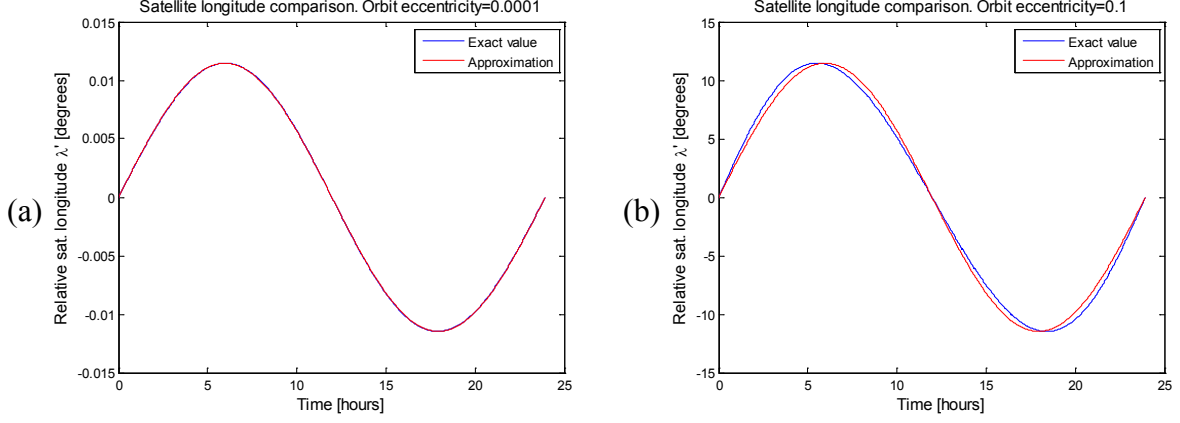 (a)
Satellite longitude comparison. Orbit eccentricity=0.0001
Exact value
Approximation
Relative sat. longitude λ' [degrees]
0.015
0.01
0.005
0
-0.005
-0.01
-0.015
0
5
10
15
20
25
Time [hours]
(b)
Satellite longitude comparison. Orbit eccentricity=0.1
Exact value
Approximation
Relative sat. longitude λ' [degrees]
15
10
5
0
-5
-10
-15
0
5
10
15
20
25
Time [hours]